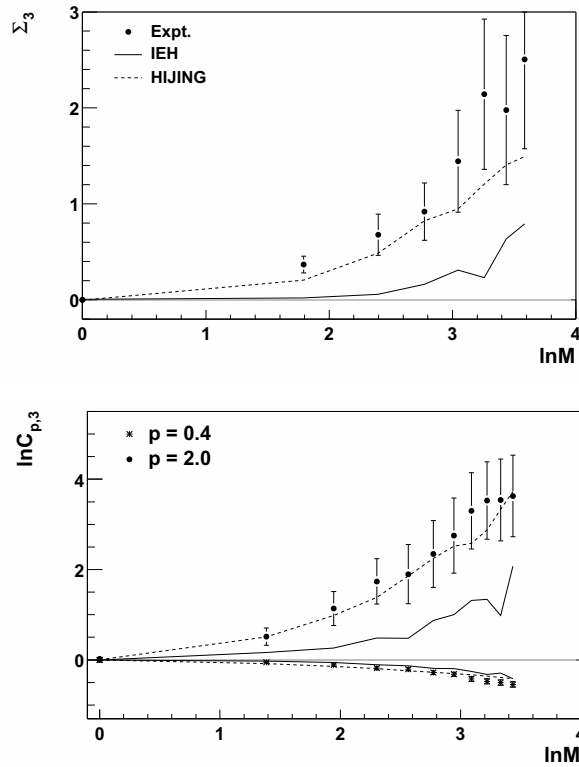 Σ3
3
Expt.
IEH
HIJING
2
1
0
0 1 2 3 4
lnM
lnCp,3
p = 0.4
p = 2.0
4
2
0
0 1 2 3 4
lnM